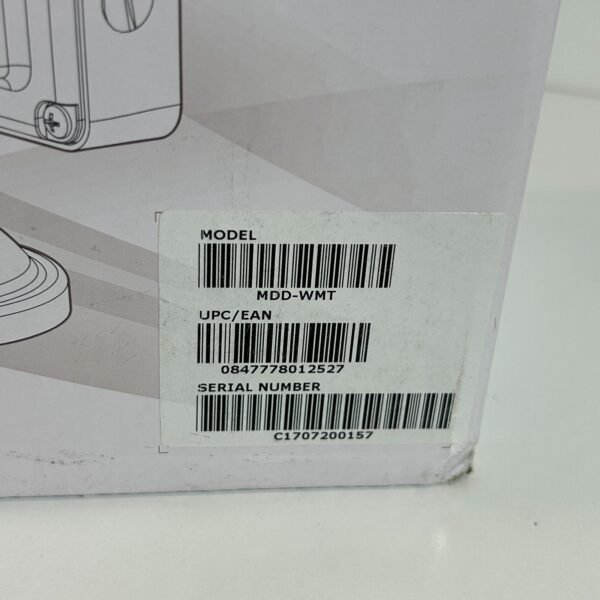 MODEL
MDD-WMT
UPC/EAN
0847778012527
SERIAL NUMBER
C1707200157